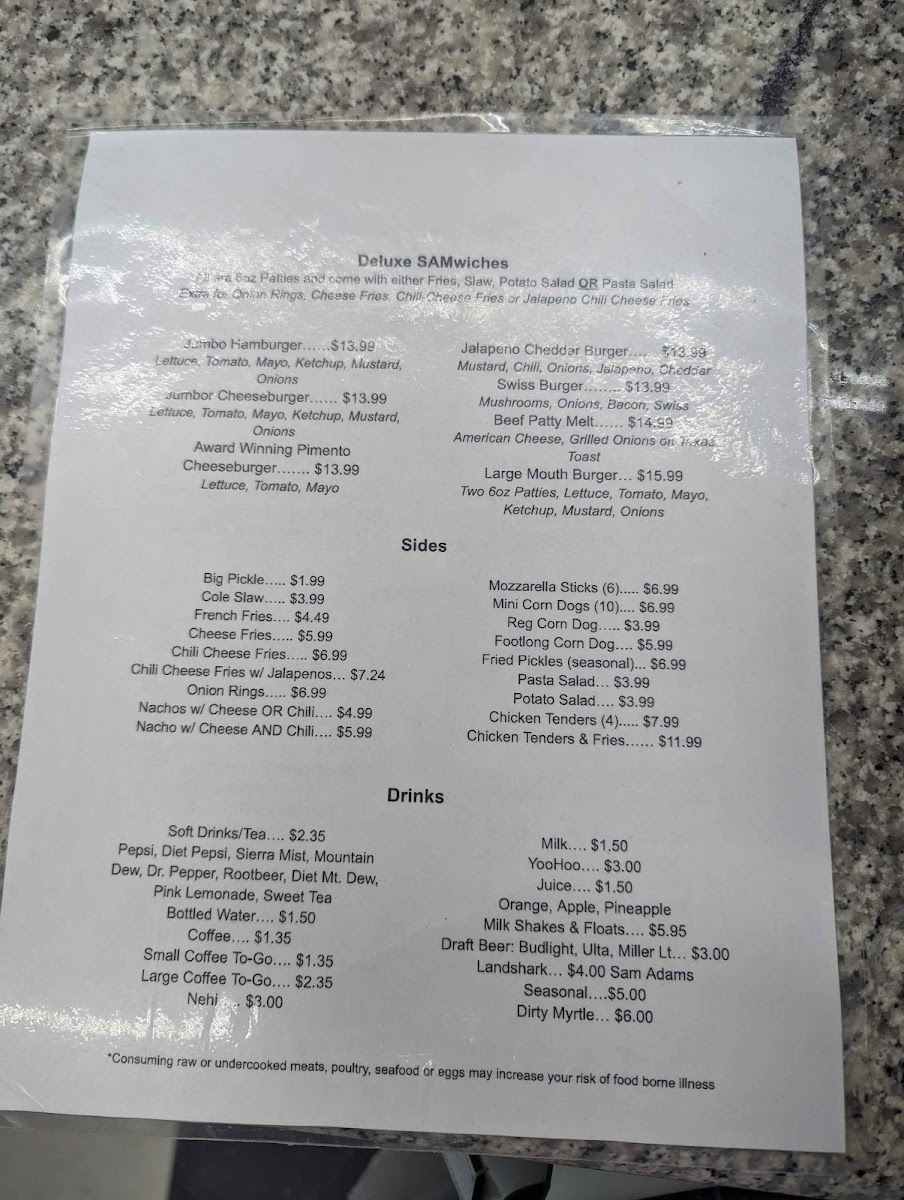 Deluxe SAMwiches
All are 6oz Patties and come with either Fries, Slaw, Potato Salad OR Pasta Salad
Extra for Onion Rings, Cheese Fries, Chili Cheese Fries or Jalapeno Chili Cheese Fries
Jumbo Hamburger......$13.99
Lettuce, Tomato, Mayo, Ketchup, Mustard,
Onions
Jumbor Cheeseburger...... $13.99
Lettuce, Tomato, Mayo, Ketchup, Mustard,
Onions
Award Winning Pimento
Cheeseburger....... $13.99
Lettuce, Tomato, Mayo
Jalapeno Cheddar Burger.... $13.99
Mustard, Chili, Onions, Jalapeno, Cheddar
Swiss Burger........ $13.99
Mushrooms, Onions, Bacon, Swiss
Beef Patty Melt...... $14.99
American Cheese, Grilled Onions on Texas
Toast
Large Mouth Burger... $15.99
Two 6oz Patties, Lettuce, Tomato, Mayo,
Ketchup, Mustard, Onions
Sides
Big Pickle..... $1.99
Cole Slaw..... $3.99
French Fries.... $4.49
Cheese Fries..... $5.99
Chili Cheese Fries..... $6.99
Chili Cheese Fries w/ Jalapenos... $7.24
Onion Rings..... $6.99
Nachos w/ Cheese OR Chili.... $4.99
Nacho w/ Cheese AND Chili.... $5.99
Mozzarella Sticks (6)..... $6.99
Mini Corn Dogs (10).... $6.99
Reg Corn Dog..... $3.99
Footlong Corn Dog.... $5.99
Fried Pickles (seasonal)... $6.99
Pasta Salad... $3.99
Potato Salad.... $3.99
Chicken Tenders (4)..... $7.99
Chicken Tenders & Fries...... $11.99
Drinks
Soft Drinks/Tea.... $2.35
Pepsi, Diet Pepsi, Sierra Mist, Mountain
Dew, Dr. Pepper, Rootbeer, Diet Mt. Dew,
Pink Lemonade, Sweet Tea
Bottled Water.... $1.50
Coffee.... $1.35
Small Coffee To-Go.... $1.35
Large Coffee To-Go.... $2.35
Nehi.... $3.00
Milk.... $1.50
YooHoo.... $3.00
Juice.... $1.50
Orange, Apple, Pineapple
Milk Shakes & Floats.... $5.95
Draft Beer: Budlight, Ulta, Miller Lt... $3.00
Landshark... $4.00 Sam Adams
Seasonal....$5.00
Dirty Myrtle... $6.00
*Consuming raw or undercooked meats, poultry, seafood or eggs may increase your risk of food borne illness